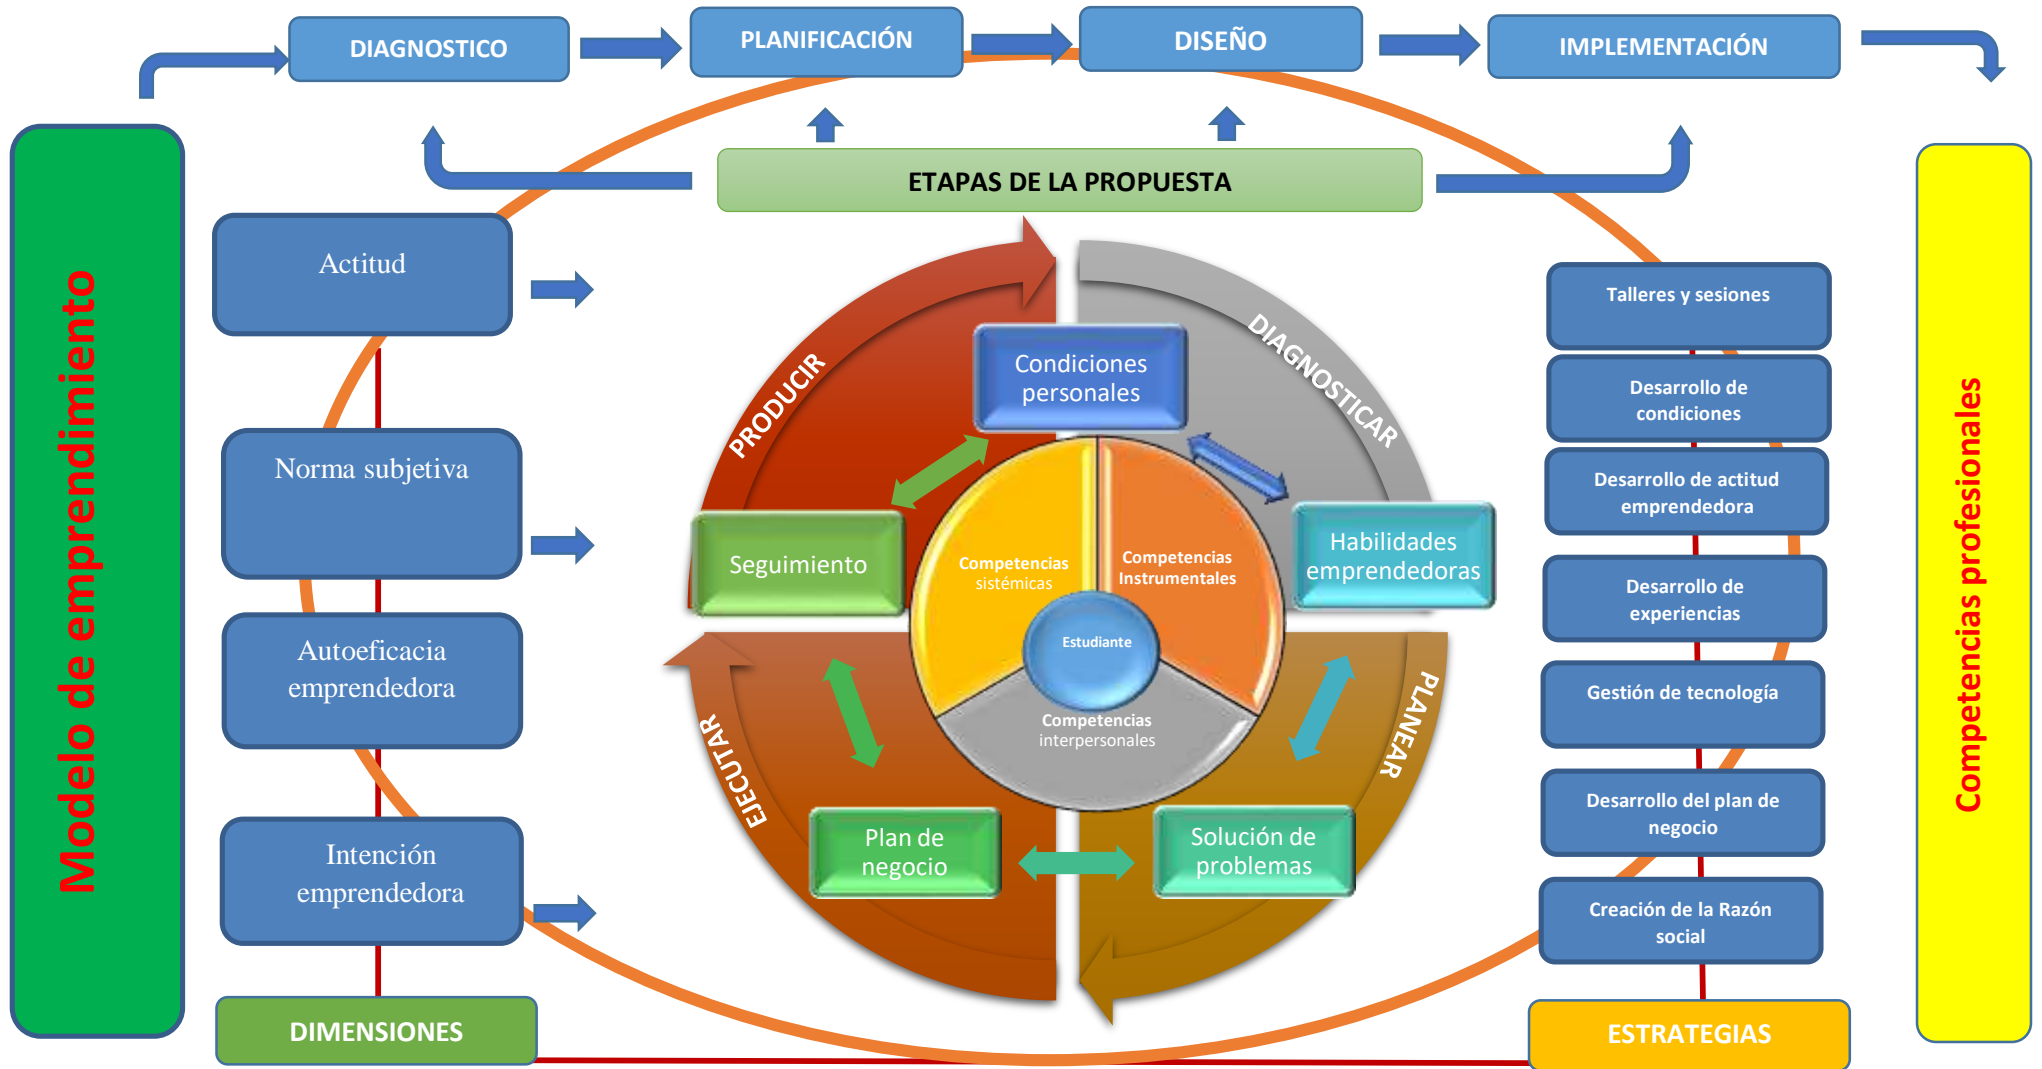 DIAGNOSTICO
PLANIFICACIÓN
DISEÑO
IMPLEMENTACIÓN
ETAPAS DE LA PROPUESTA
Modelo de emprendimiento
Actitud
Norma subjetiva
Autoeficacia
emprendedora
Intención
emprendedora
DIMENSIONES
PRODUCIR
DIAGNOSTICAR
PLANEAR
EJECUTAR
Condiciones
personales
Habilidades
emprendedoras
Solución de
problemas
Plan de
negocio
Seguimiento
Competencias
sistémicas
Competencias
Instrumentales
Estudiante
Competencias
interpersonales
Talleres y sesiones
Desarrollo de
condiciones
Desarrollo de actitud
emprendedora
Desarrollo de
experiencias
Gestión de tecnología
Desarrollo del plan de
negocio
Creación de la Razón
social
ESTRATEGIAS
Competencias profesionales